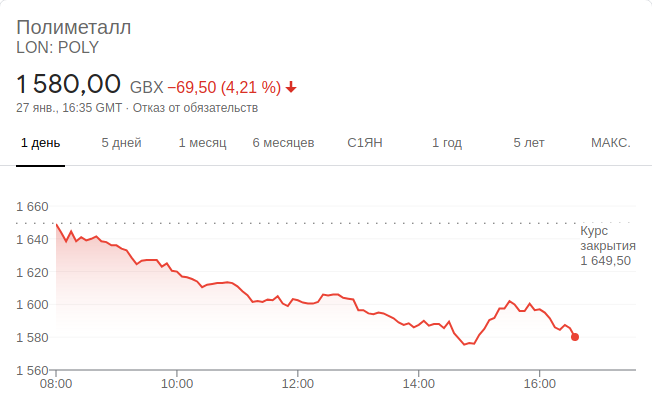 Полиметалл
LON: POLY
1 580,00 GBX −69,50 (4,21 %)
27 янв., 16:35 GMT · Отказ от обязательств
1 день 5 дней 1 месяц 6 месяцев С1ЯН 1 год 5 лет МАКС.
1 660
Курс
закрытия
1 649,50
1 640
1 620
1 600
1 580
1 560
08:00 10:00 12:00 14:00 16:00